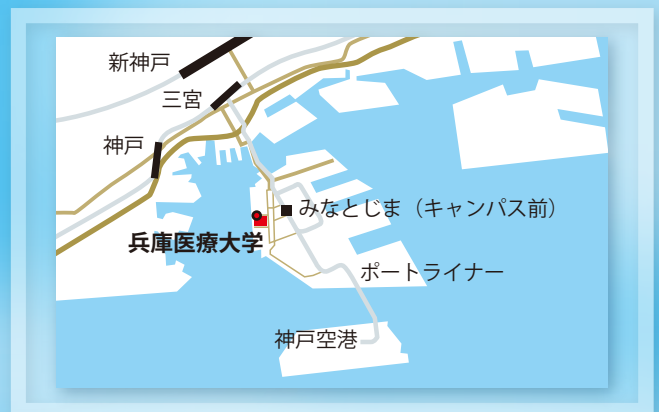 新神戸
三宮
神戸
みなとじま（キャンパス前）
兵庫医療大学
ポートライナー
神戸空港